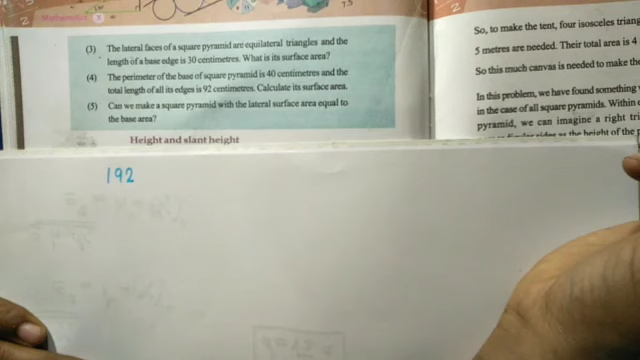 Mathematics X
(3) The lateral faces of a square pyramid are equilateral triangles and the
length of a base edge is 30 centimetres. What is its surface area?
(4) The perimeter of the base of square pyramid is 40 centimetres and the
total length of all its edges is 92 centimetres. Calculate its surface area.
(5) Can we make a square pyramid with the lateral surface area equal to
the base area?
Height and slant height
192
So, to make the tent, four isosceles triang
5 metres are needed. Their total area is 4
So this much canvas is needed to make the
In this problem, we have found something
in the case of all square pyramids. Within
pyramid, we can imagine a right tri
sides as the height of the